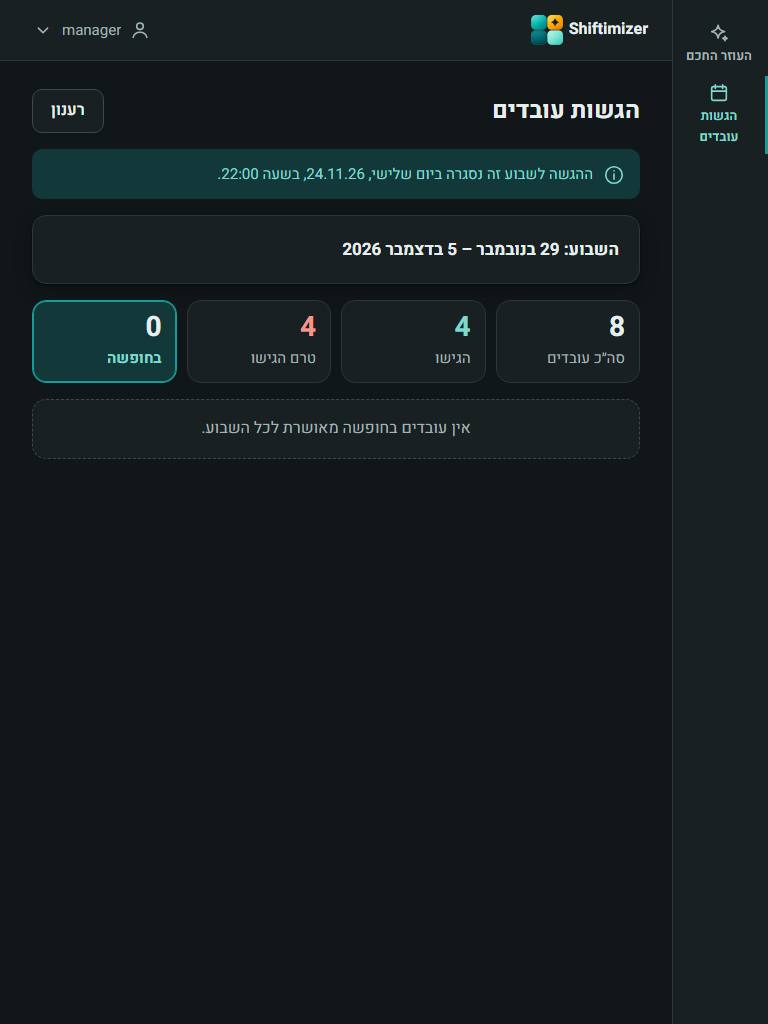 Shiftimizer
manager
העוזר החכם
הגשות
עובדים
הגשות עובדים
רענון
ההגשה לשבוע זה נסגרה ביום שלישי, 24.11.26, בשעה 22:00.
השבוע: 29 בנובמבר – 5 בדצמבר 2026
8
סה״כ עובדים
4
הגישו
4
טרם הגישו
0
בחופשה
אין עובדים בחופשה מאושרת לכל השבוע.